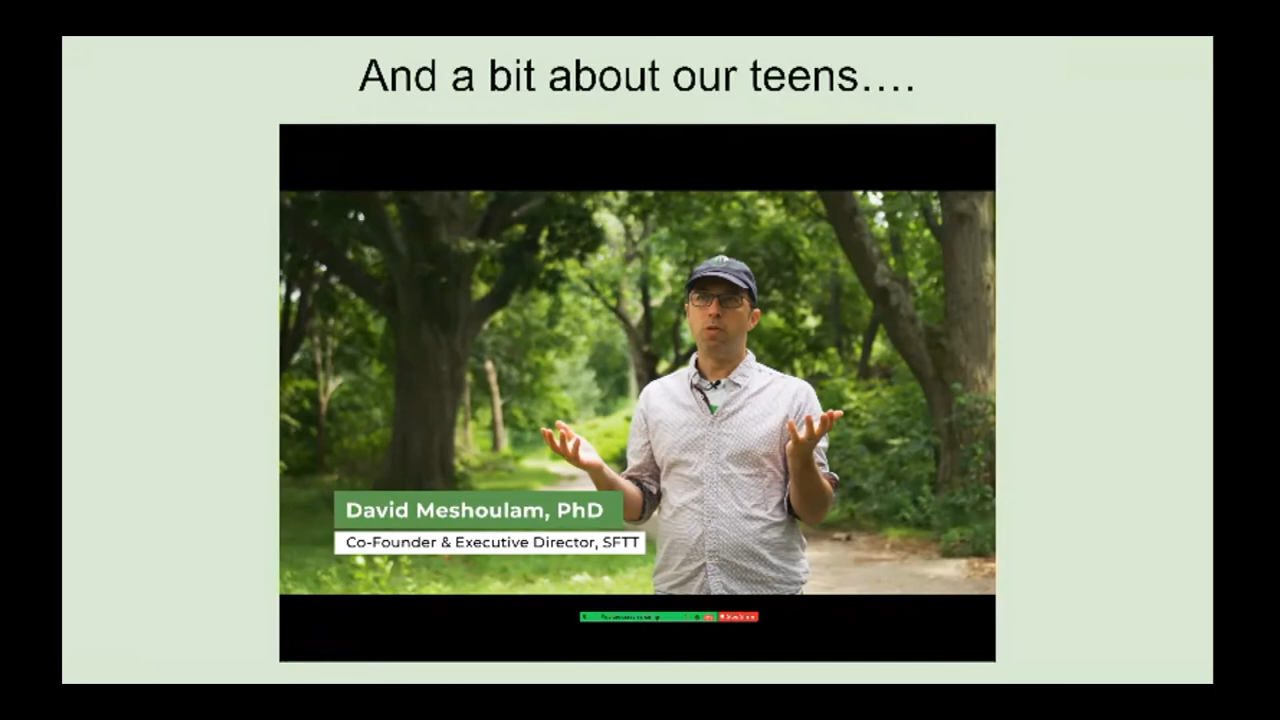 And a bit about our teens....
David Meshoulam, PhD
Co-Founder & Executive Director, SFTT